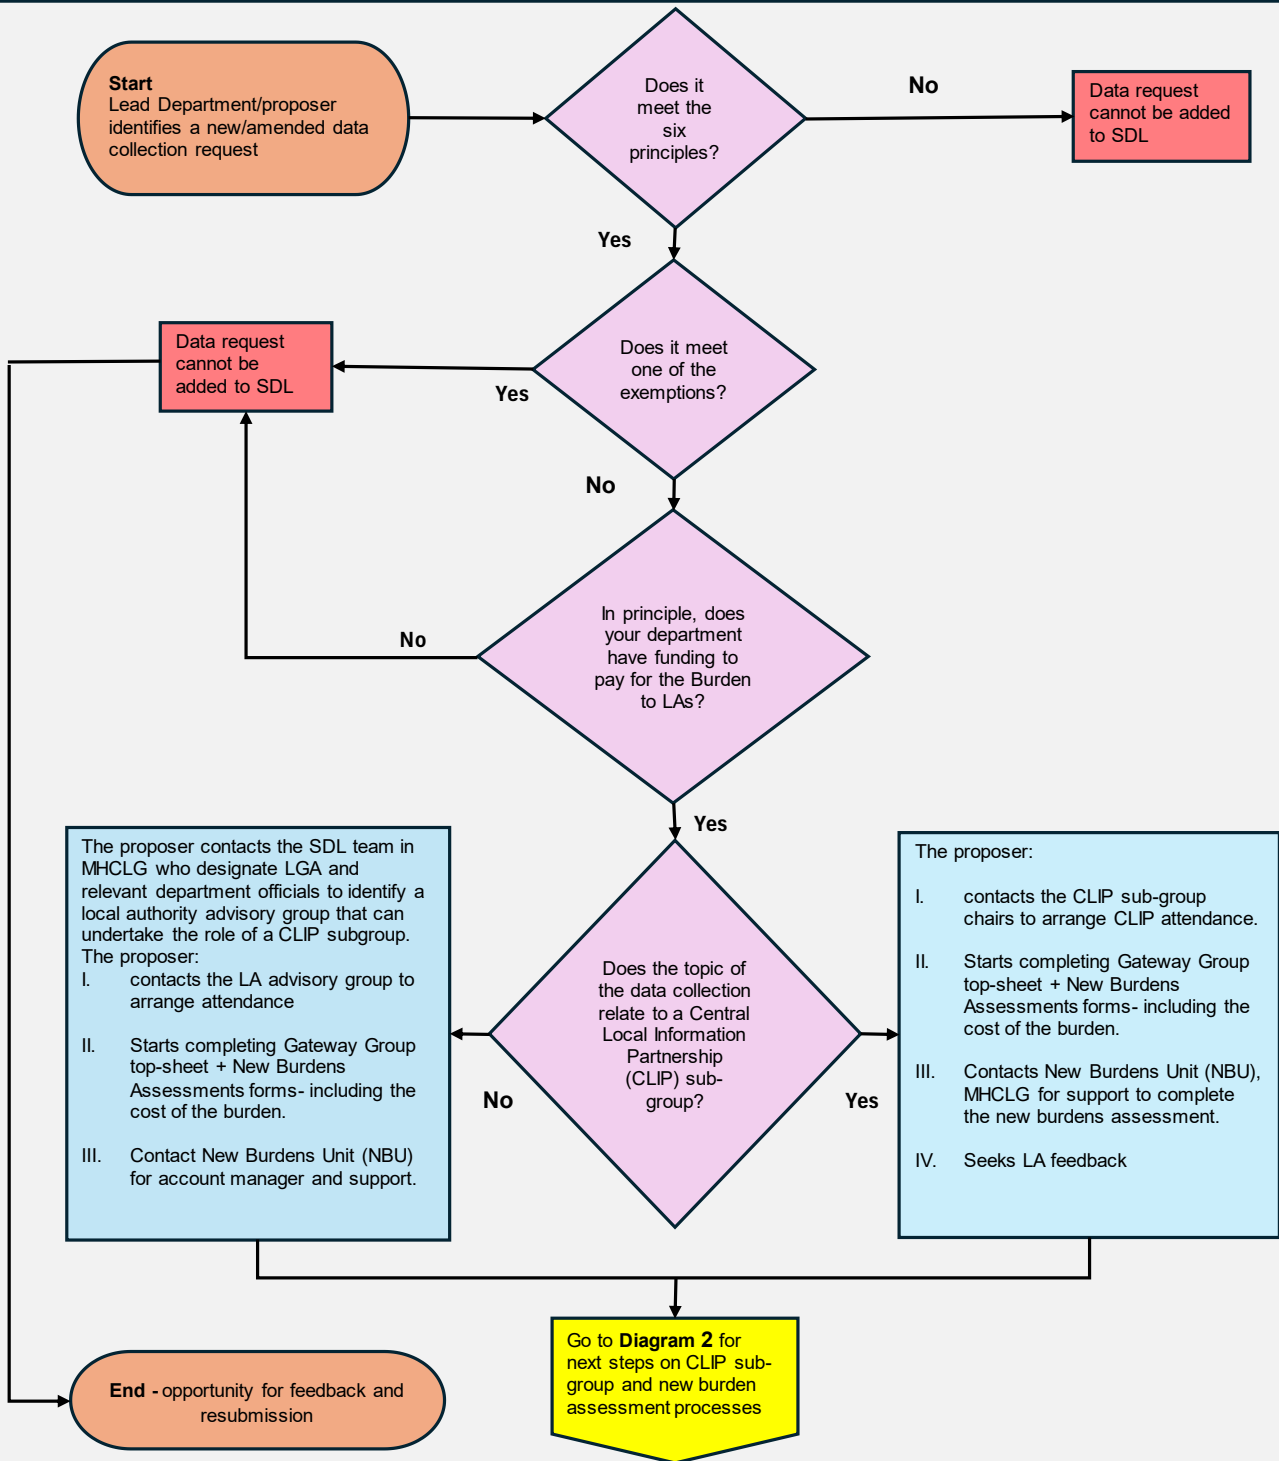 Start
Lead Department/proposer
identifies a new/amended data
collection request
Does it
meet the
six
principles?
No
Data request
cannot be added
to SDL
Yes
Does it meet
one of the
exemptions?
Yes
Data request
cannot be
added to SDL
No
In principle, does
your department
have funding to
pay for the Burden
to LAs?
No
Yes
The proposer contacts the SDL team in
MHCLG who designate LGA and
relevant department officials to identify a
local authority advisory group that can
undertake the role of a CLIP subgroup.
The proposer:
I. contacts the LA advisory group to
arrange attendance
II. Starts completing Gateway Group
top-sheet + New Burdens
Assessments forms- including the
cost of the burden.
III. Contact New Burdens Unit (NBU)
for account manager and support.
Does the topic of
the data collection
relate to a Central
Local Information
Partnership
(CLIP) sub-
group?
No
Yes
The proposer:
I. contacts the CLIP sub-group
chairs to arrange CLIP attendance.
II. Starts completing Gateway Group
top-sheet + New Burdens
Assessments forms- including the
cost of the burden.
III. Contacts New Burdens Unit (NBU),
MHCLG for support to complete
the new burdens assessment.
IV. Seeks LA feedback
Go to Diagram 2 for
next steps on CLIP sub-
group and new burden
assessment processes
End - opportunity for feedback and
resubmission